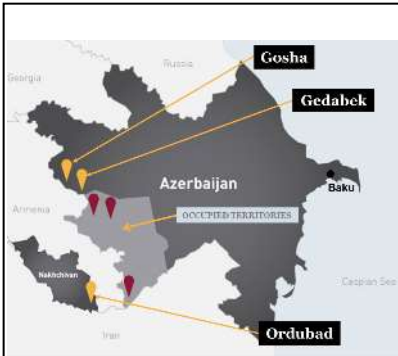 Gosha
Russia
Georgia
Gedabek
Azerbaijan
Baku
Armenia
OCCUPIED TERRITORIES
Nakhchivan
Caspian Sea
Iran
Ordubad